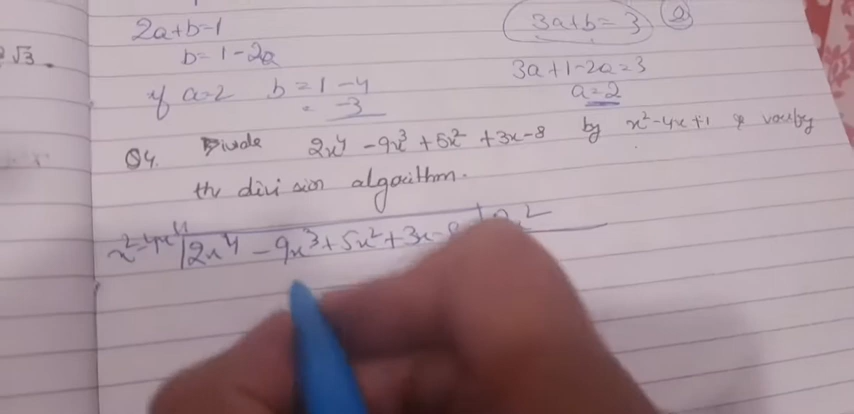 2a+b=1
3a+b=3 ②
√3.
b=1-2a
3a+1-2a=3
if a=2 b=1-4
a=2
= -3
Q4. Divide 2x⁴ -9x³ +5x² +3x-8 by x²-4x+1 & verify
the division algorithm.
x²-4x+1 2x⁴ -9x³+5x²+3x-8 2x²